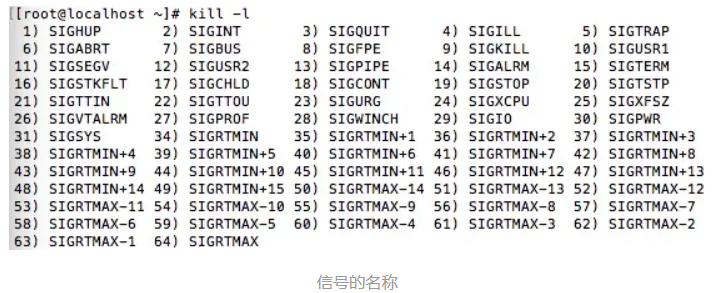 [[root@localhost ~]# kill -l
1) SIGHUP 2) SIGINT 3) SIGQUIT 4) SIGILL 5) SIGTRAP
6) SIGABRT 7) SIGBUS 8) SIGFPE 9) SIGKILL 10) SIGUSR1
11) SIGSEGV 12) SIGUSR2 13) SIGPIPE 14) SIGALRM 15) SIGTERM
16) SIGSTKFLT 17) SIGCHLD 18) SIGCONT 19) SIGSTOP 20) SIGTSTP
21) SIGTTIN 22) SIGTTOU 23) SIGURG 24) SIGXCPU 25) SIGXFSZ
26) SIGVTALRM 27) SIGPROF 28) SIGWINCH 29) SIGIO 30) SIGPWR
31) SIGSYS 34) SIGRTMIN 35) SIGRTMIN+1 36) SIGRTMIN+2 37) SIGRTMIN+3
38) SIGRTMIN+4 39) SIGRTMIN+5 40) SIGRTMIN+6 41) SIGRTMIN+7 42) SIGRTMIN+8
43) SIGRTMIN+9 44) SIGRTMIN+10 45) SIGRTMIN+11 46) SIGRTMIN+12 47) SIGRTMIN+13
48) SIGRTMIN+14 49) SIGRTMIN+15 50) SIGRTMAX-14 51) SIGRTMAX-13 52) SIGRTMAX-12
53) SIGRTMAX-11 54) SIGRTMAX-10 55) SIGRTMAX-9 56) SIGRTMAX-8 57) SIGRTMAX-7
58) SIGRTMAX-6 59) SIGRTMAX-5 60) SIGRTMAX-4 61) SIGRTMAX-3 62) SIGRTMAX-2
63) SIGRTMAX-1 64) SIGRTMAX
信号的名称